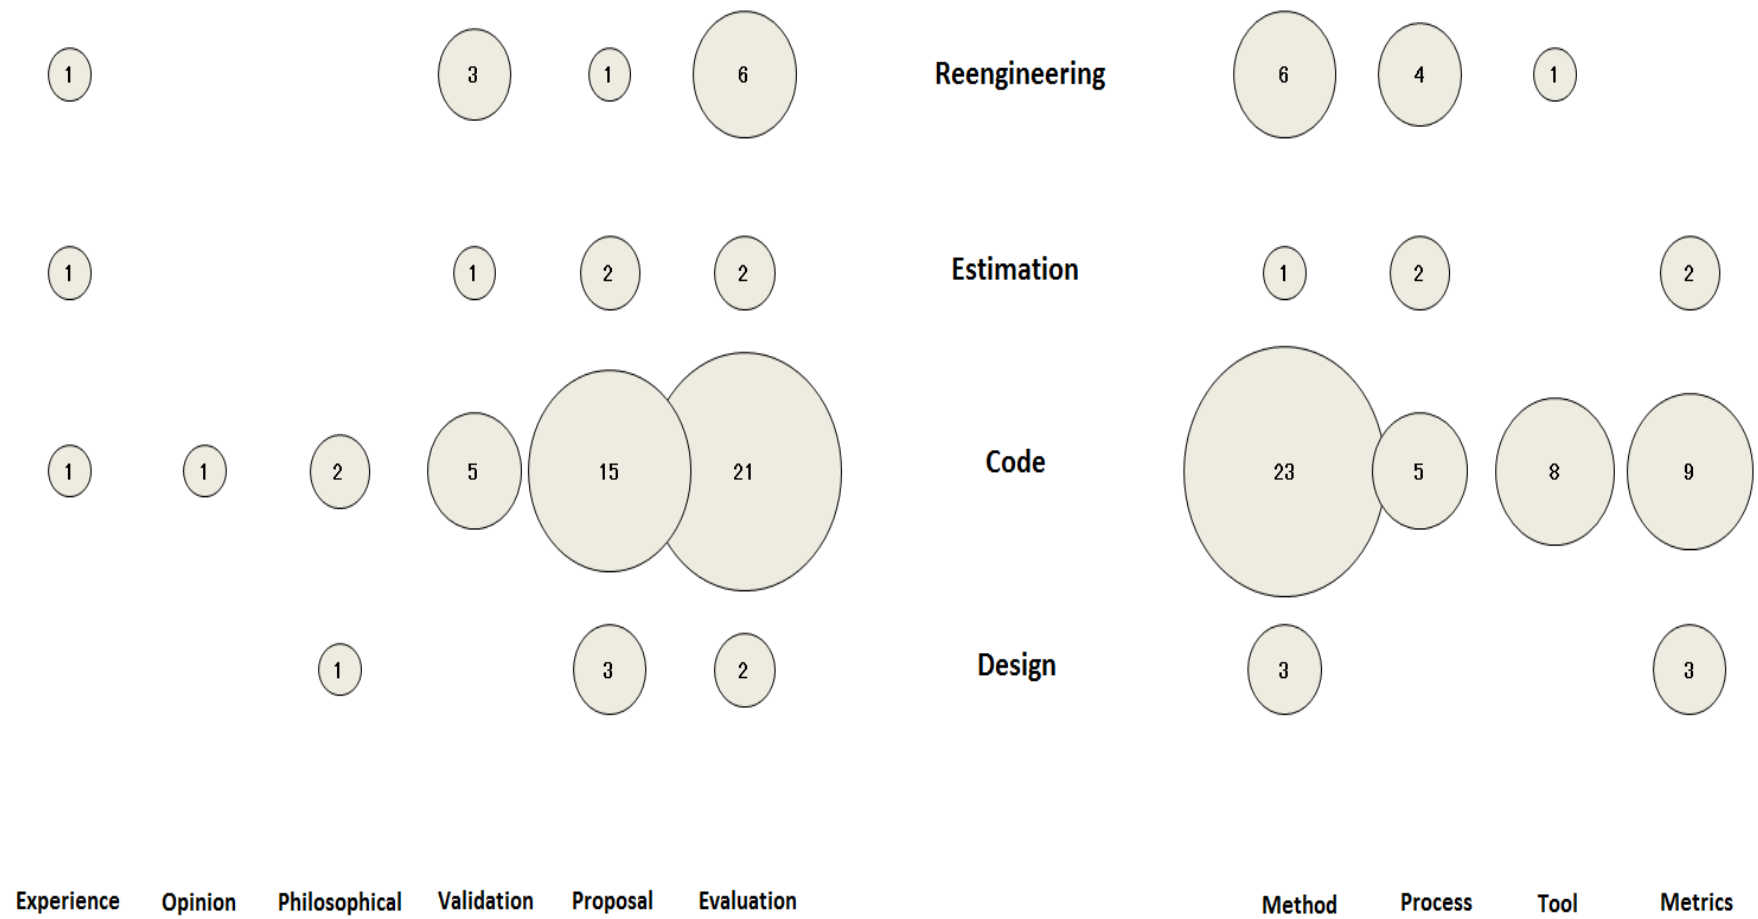 1 3 1 6 Reengineering 6 4 1
1 1 2 2 Estimation 1 2 2
1 1 2 5 15 21 Code 23 5 8 9
1 3 2 Design 3 3
Experience Opinion Philosophical Validation Proposal Evaluation Method Process Tool Metrics